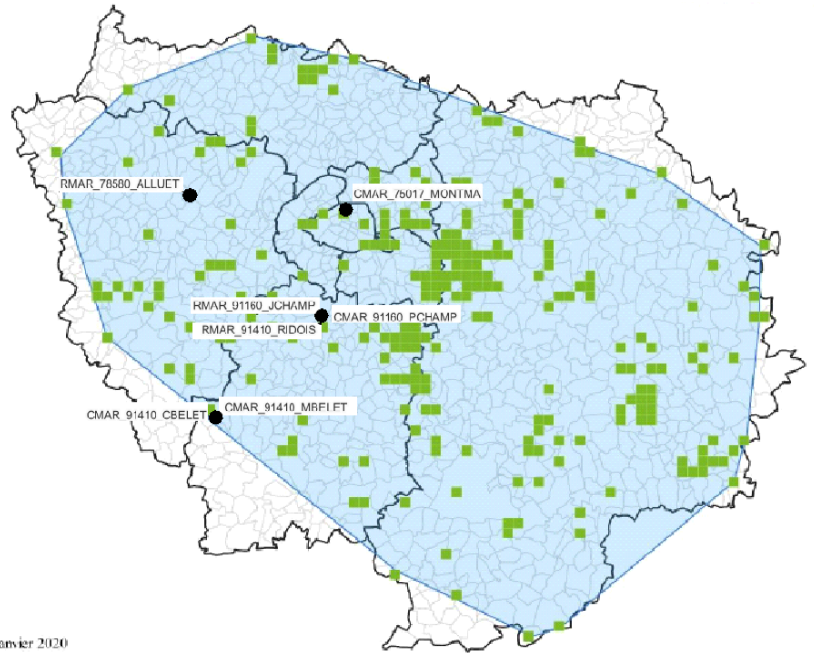 RMAR_78580_ALLUET
CMAR_75017_MONTMA
RMAR_91160_JCHAMP
CMAR_91160_PCHAMP
RMAR_91410_RIDOIS
CMAR_91410_MBELET
CMAR_91410_CBELET
anvier 2020